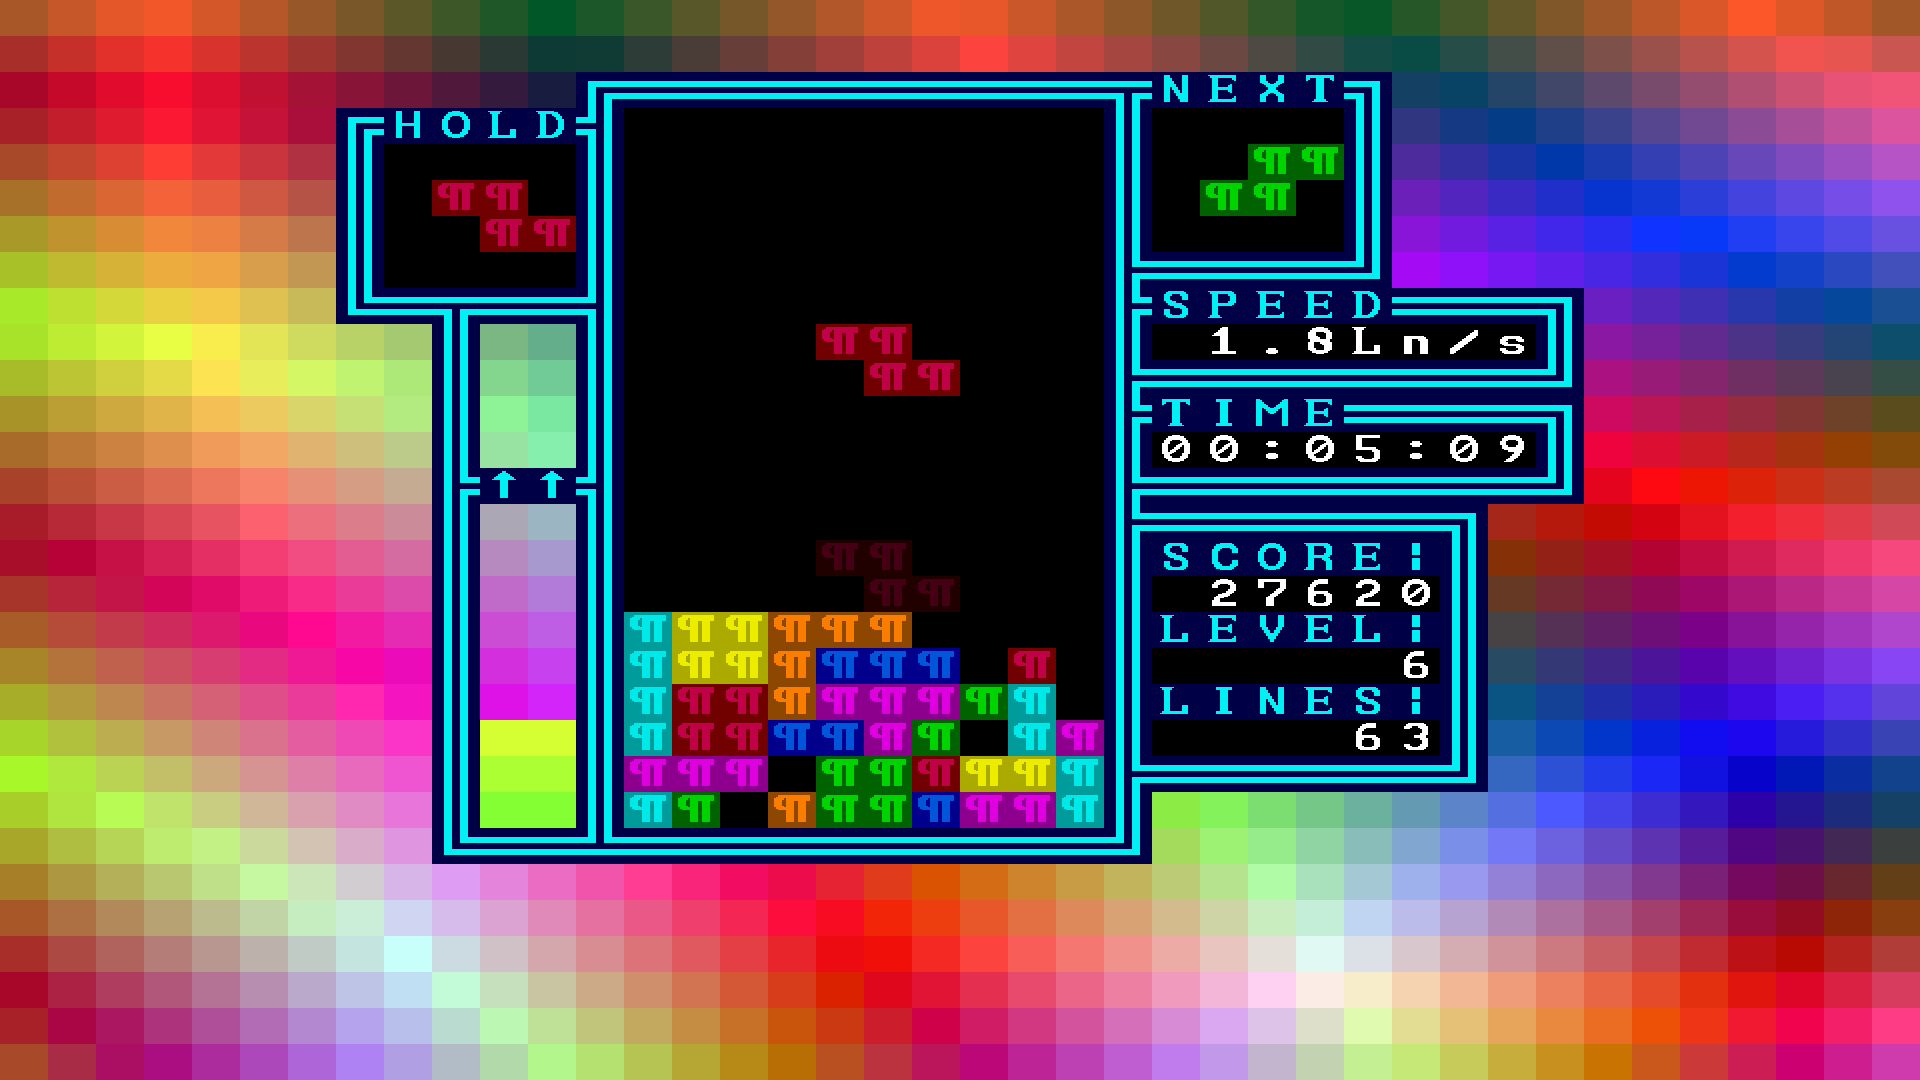 HOLD
NEXT
SPEED
1.8Ln/s
TIME
00:05:09
↑↑
SCORE:
27620
LEVEL:
6
LINES:
63